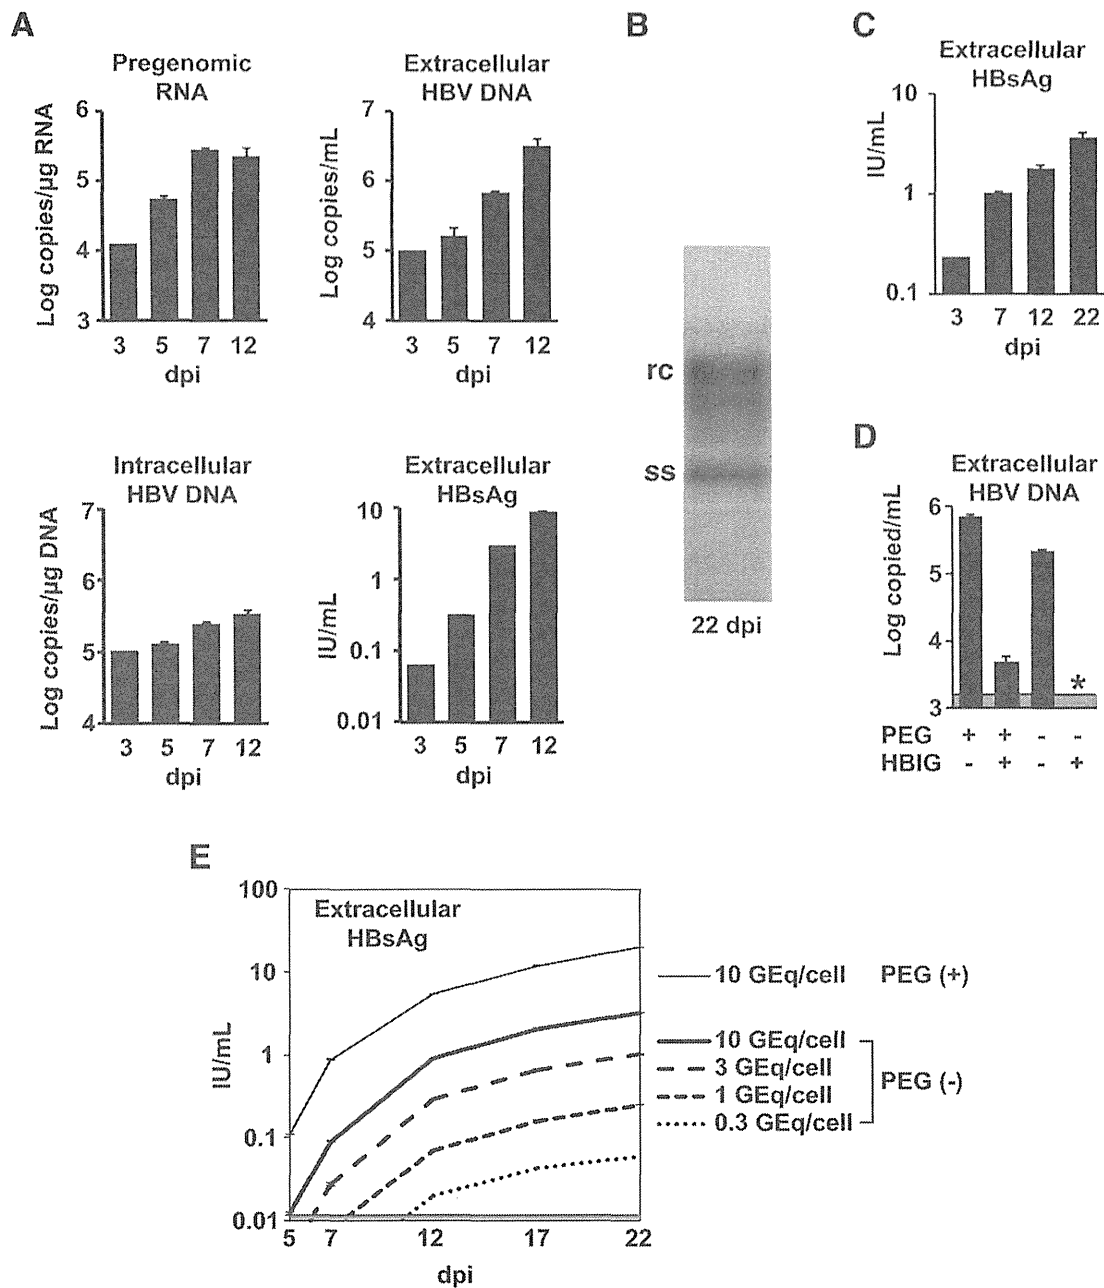 A
Pregenomic
RNA
Log copies/µg RNA
6
5
4
3
3 5 7 12
dpi
Extracellular
HBV DNA
Log copies/mL
7
6
5
4
3 5 7 12
dpi
Intracellular
HBV DNA
Log copies/µg DNA
7
6
5
4
3 5 7 12
dpi
Extracellular
HBsAg
IU/mL
10
1
0.1
0.01
3 5 7 12
dpi
B
rc
ss
22 dpi
C
Extracellular
HBsAg
IU/mL
10
1
0.1
3 7 12 22
dpi
D
Extracellular
HBV DNA
Log copied/mL
6
5
4
3
*
PEG + + - -
HBIG - + - +
E
Extracellular
HBsAg
IU/mL
100
10
1
0.1
0.01
5 7 12 17 22
dpi
10 GEq/cell PEG (+)
10 GEq/cell
3 GEq/cell
1 GEq/cell
0.3 GEq/cell
PEG (-)